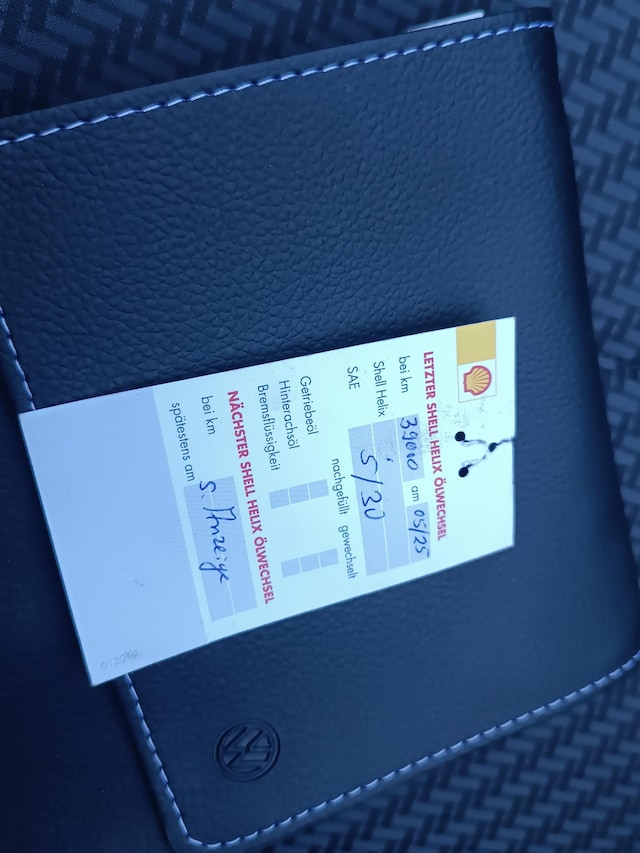 LETZTER SHELL HELIX ÖLWECHSEL
bei km 39000 am 05/25
Shell Helix
SAE 5/30
nachgefüllt gewechselt
Getriebeöl
Hinterachsöl
Bremsflüssigkeit
NÄCHSTER SHELL HELIX ÖLWECHSEL
bei km s. Anzeige
spätestens am